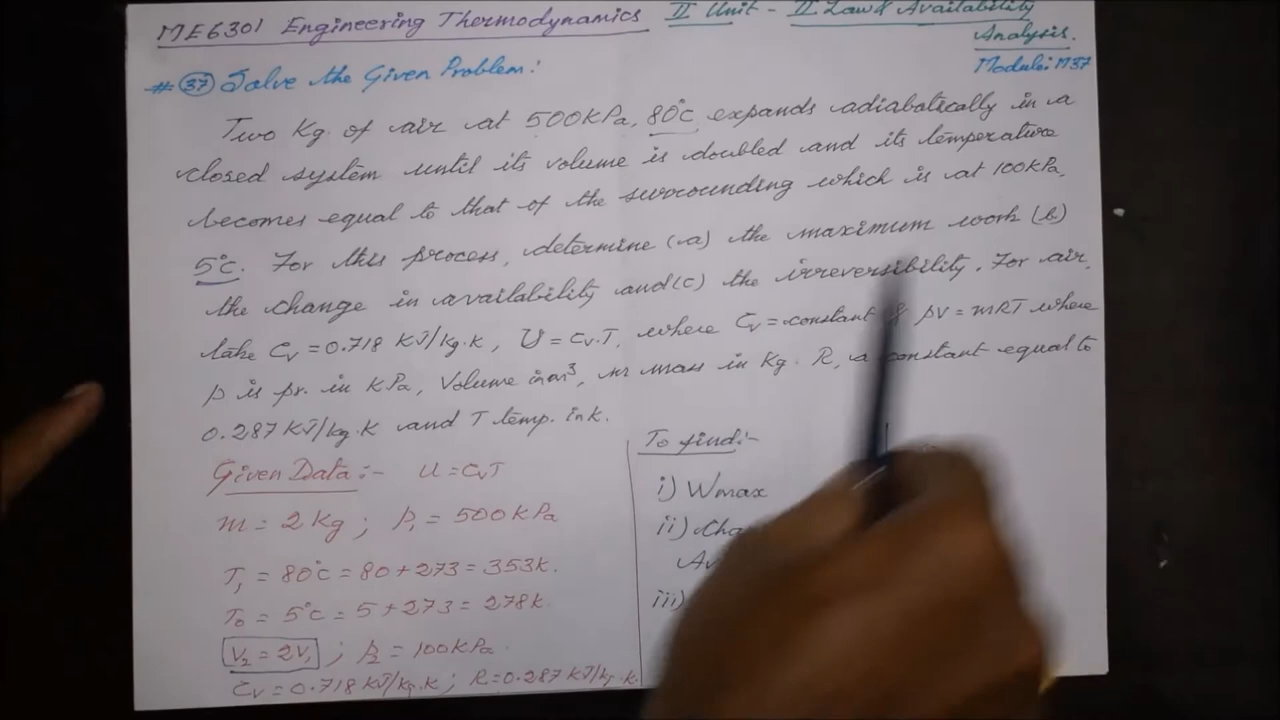 ME6301 Engineering Thermodynamics II Unit - II Law & Availability
Analysis.
Module: M37
# 37 Solve the Given Problem:
Two Kg. of air at 500KPa, 80°C expands adiabatically in a
closed system until its volume is doubled and its temperature
becomes equal to that of the surrounding which is at 100KPa,
5°C. For this process, determine (a) the maximum work (b)
the change in availability and (c) the irreversibility. For air,
take Cv = 0.718 KJ/kg.K, U = Cv.T, where Cv = constant & pV = mRT where
p is pr. in KPa, Volume in m³, m mass in Kg. R, a constant equal to
0.287 KJ/kg.K and T temp. in K.
Given Data :- U = CvT
m = 2 Kg ; p₁ = 500 KPa
T₁ = 80°C = 80 + 273 = 353K.
T₀ = 5°C = 5 + 273 = 278K
V₂ = 2V₁ ; p₂ = 100KPa.
Cv = 0.718 KJ/kg.K ; R = 0.287 KJ/kg.K.
To find:-
i) Wmax
ii)
iii)